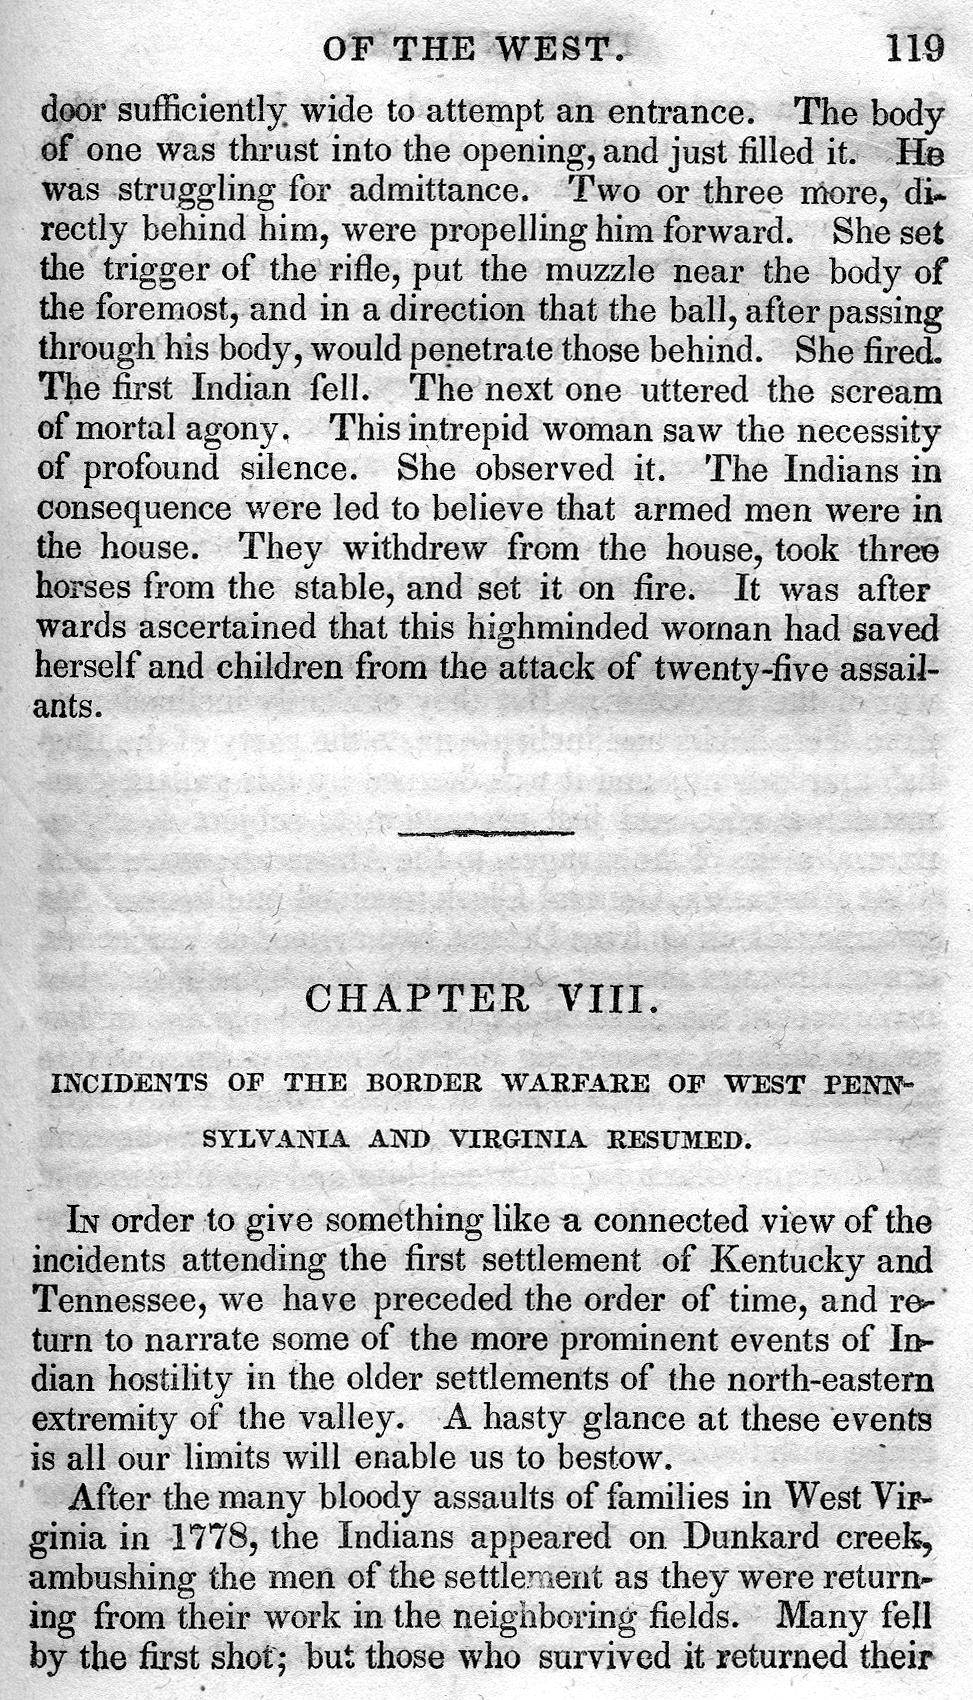 OF THE WEST. 119
door sufficiently wide to attempt an entrance. The body
of one was thrust into the opening, and just filled it. He
was struggling for admittance. Two or three more, di-
rectly behind him, were propelling him forward. She set
the trigger of the rifle, put the muzzle near the body of
the foremost, and in a direction that the ball, after passing
through his body, would penetrate those behind. She fired.
The first Indian fell. The next one uttered the scream
of mortal agony. This intrepid woman saw the necessity
of profound silence. She observed it. The Indians in
consequence were led to believe that armed men were in
the house. They withdrew from the house, took three
horses from the stable, and set it on fire. It was after
wards ascertained that this highminded woman had saved
herself and children from the attack of twenty-five assail-
ants.
CHAPTER VIII.
INCIDENTS OF THE BORDER WARFARE OF WEST PENN-
SYLVANIA AND VIRGINIA RESUMED.
IN order to give something like a connected view of the
incidents attending the first settlement of Kentucky and
Tennessee, we have preceded the order of time, and re-
turn to narrate some of the more prominent events of In-
dian hostility in the older settlements of the north-eastern
extremity of the valley. A hasty glance at these events
is all our limits will enable us to bestow.
After the many bloody assaults of families in West Vir-
ginia in 1778, the Indians appeared on Dunkard creek,
ambushing the men of the settlement as they were return-
ing from their work in the neighboring fields. Many fell
by the first shot; but those who survived it returned their